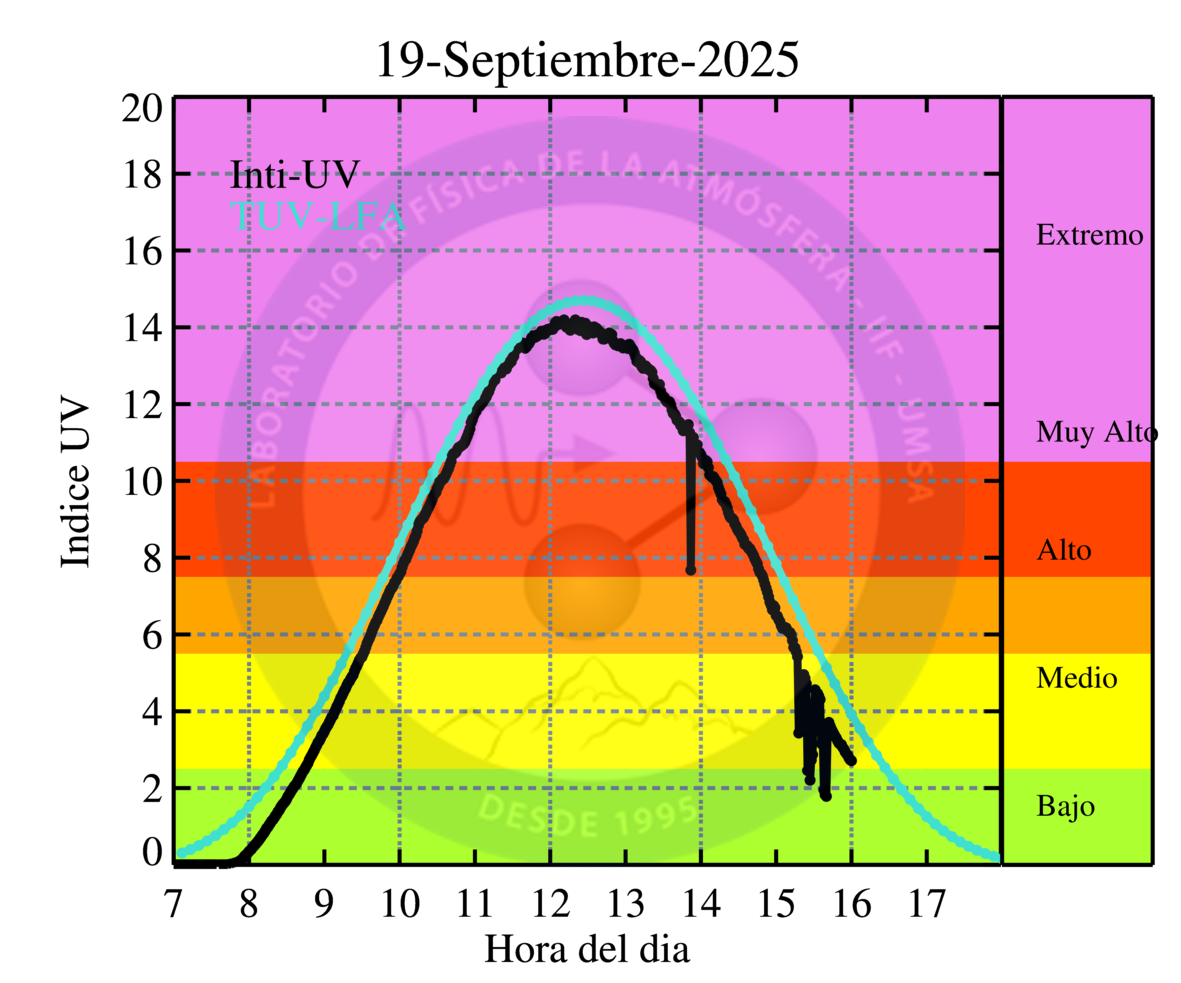 19-Septiembre-2025
20
18
16
14
12
10
8
6
4
2
0
Indice UV
Inti-UV
TUV-LFA
LABORATORIO DE FÍSICA DE LA ATMÓSFERA - IIF - UMSA
DESDE 1995
Extremo
Muy Alto
Alto
Medio
Bajo
7 8 9 10 11 12 13 14 15 16 17
Hora del dia